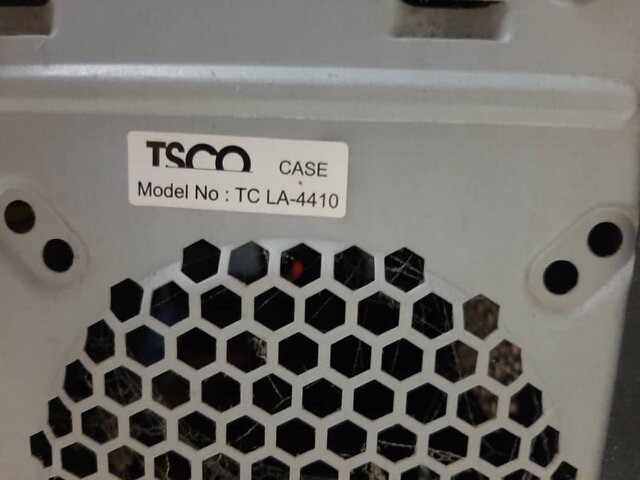 TSCO CASE
Model No : TC LA-4410